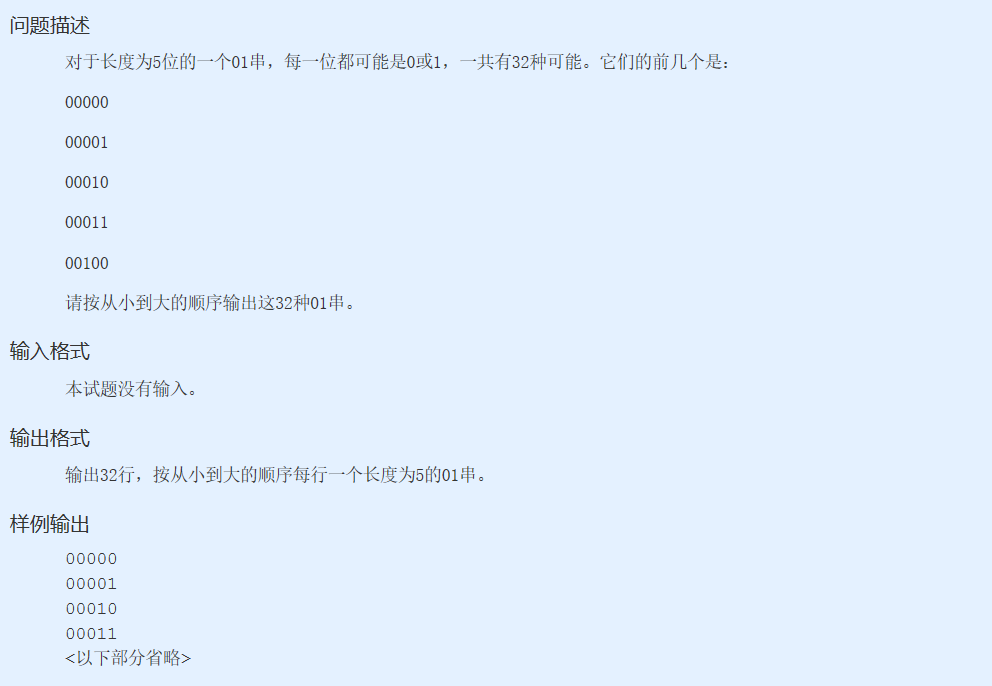 问题描述
对于长度为5位的一个01串，每一位都可能是0或1，一共有32种可能。它们的前几个是：
00000
00001
00010
00011
00100
请按从小到大的顺序输出这32种01串。
输入格式
本试题没有输入。
输出格式
输出32行，按从小到大的顺序每行一个长度为5的01串。
样例输出
00000
00001
00010
00011
<以下部分省略>